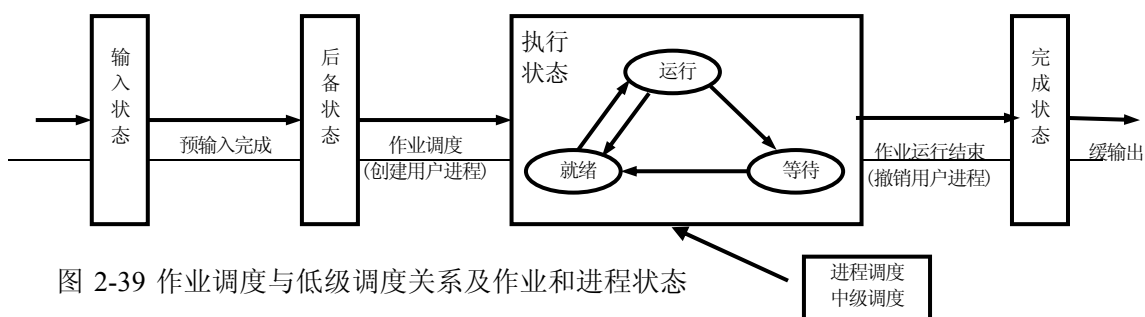 输入状态
预输入完成
后备状态
作业调度
(创建用户进程)
执行
状态
运行
就绪
等待
作业运行结束
(撤销用户进程)
完成状态
缓输出
进程调度
中级调度
图 2-39 作业调度与低级调度关系及作业和进程状态